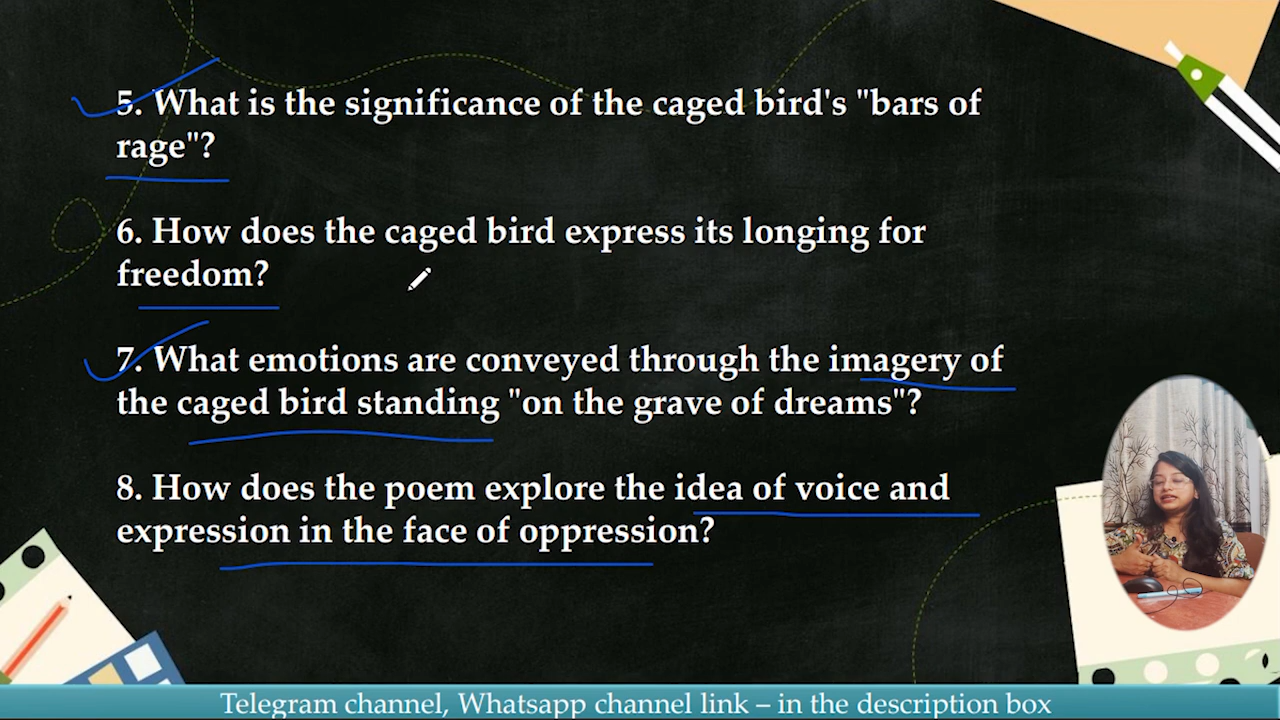 5. What is the significance of the caged bird's "bars of
rage"?
6. How does the caged bird express its longing for
freedom?
7. What emotions are conveyed through the imagery of
the caged bird standing "on the grave of dreams"?
8. How does the poem explore the idea of voice and
expression in the face of oppression?
Telegram channel, Whatsapp channel link – in the description box